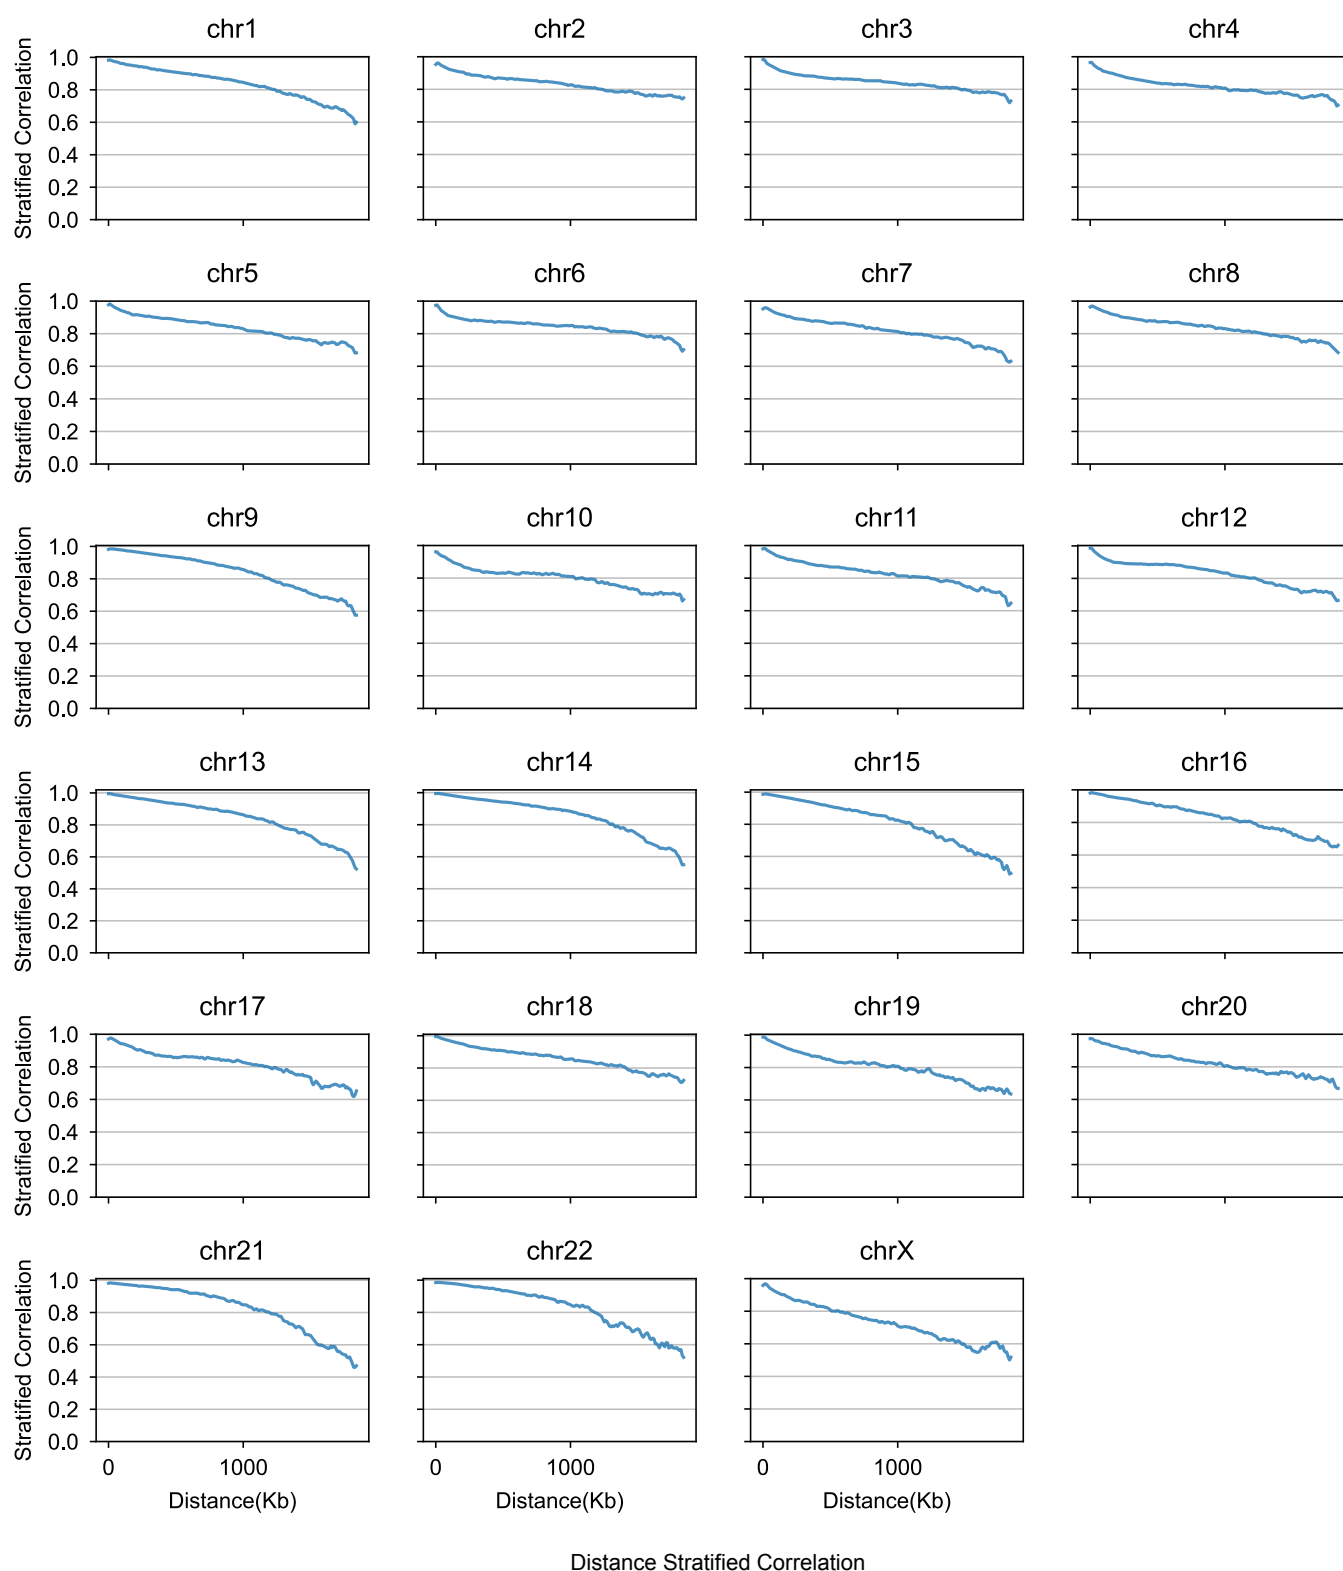 chr1 chr2 chr3 chr4
Stratified Correlation
1.0
0.8
0.6
0.4
0.2
0.0
chr5 chr6 chr7 chr8
Stratified Correlation
1.0
0.8
0.6
0.4
0.2
0.0
chr9 chr10 chr11 chr12
Stratified Correlation
1.0
0.8
0.6
0.4
0.2
0.0
chr13 chr14 chr15 chr16
Stratified Correlation
1.0
0.8
0.6
0.4
0.2
0.0
chr17 chr18 chr19 chr20
Stratified Correlation
1.0
0.8
0.6
0.4
0.2
0.0
chr21 chr22 chrX
Stratified Correlation
1.0
0.8
0.6
0.4
0.2
0.0
0 1000 0 1000 0 1000
Distance(Kb) Distance(Kb) Distance(Kb)
Distance Stratified Correlation